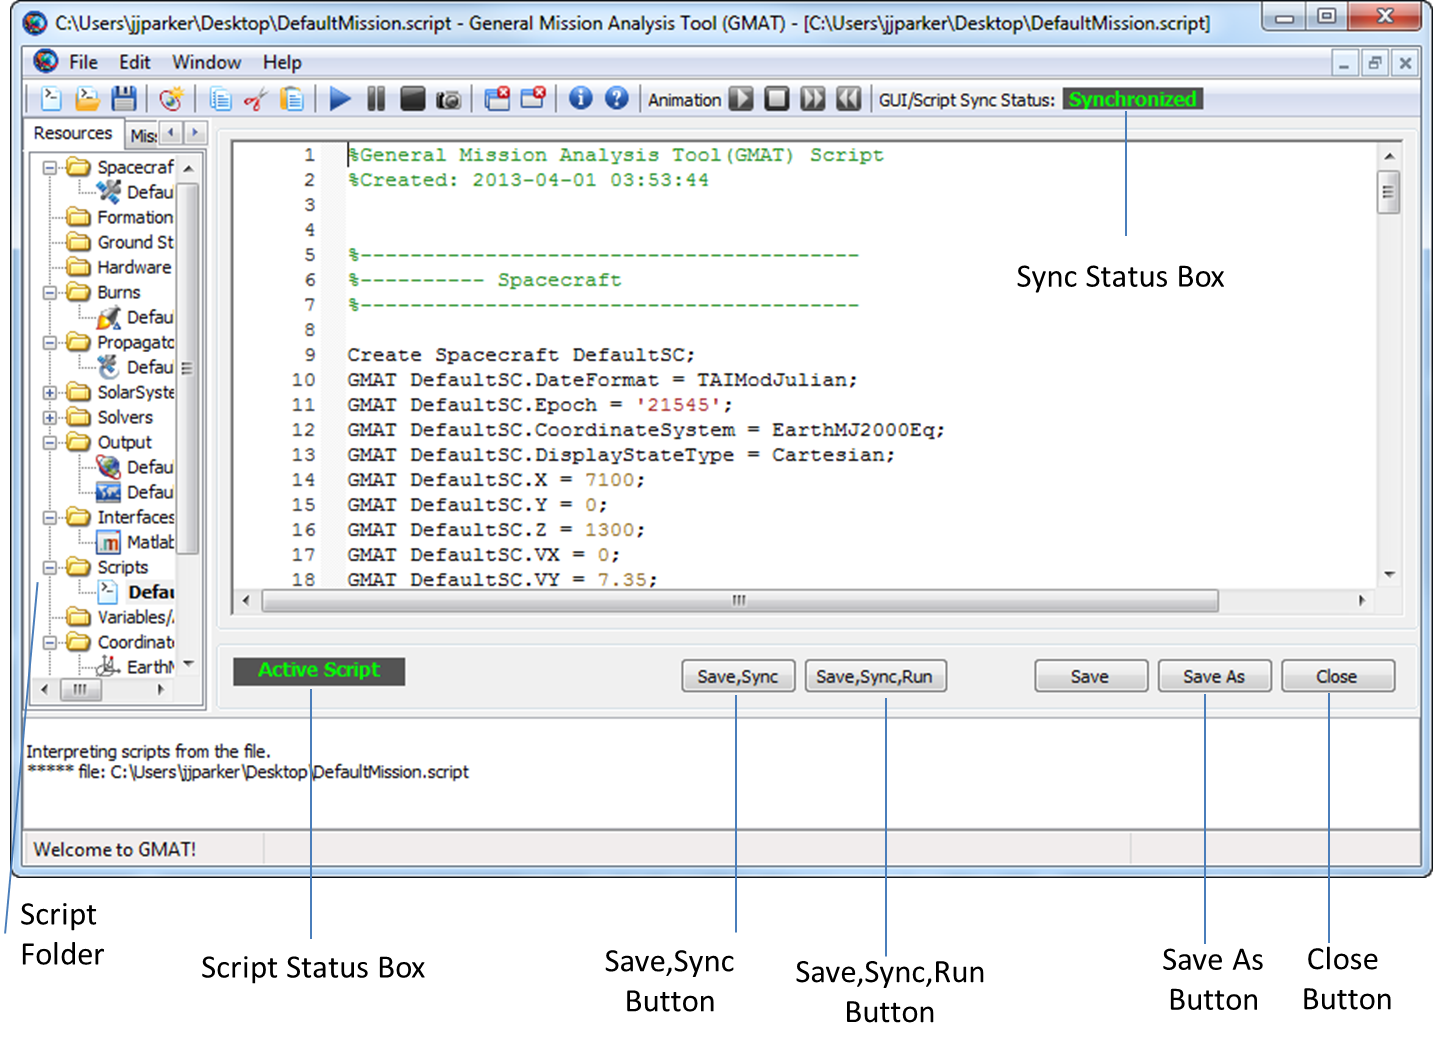 C:\Users\jjparker\Desktop\DefaultMission.script - General Mission Analysis Tool (GMAT) - [C:\Users\jjparker\Desktop\DefaultMission.script]
File Edit Window Help
Animation GUI/Script Sync Status: Synchronized
Resources Mis:
Spacecraf
Defau
Formation
Ground St
Hardware
Burns
Defau
Propagato
Defau
SolarSyste
Solvers
Output
Defau
Defau
Interfaces
Matlab
Scripts
Defau
Variables/
Coordinat
EarthM
1 %General Mission Analysis Tool(GMAT) Script
2 %Created: 2013-04-01 03:53:44
3
4
5 %----------------------------------------
6 %---------- Spacecraft
7 %----------------------------------------
8
9 Create Spacecraft DefaultSC;
10 GMAT DefaultSC.DateFormat = TAIModJulian;
11 GMAT DefaultSC.Epoch = '21545';
12 GMAT DefaultSC.CoordinateSystem = EarthMJ2000Eq;
13 GMAT DefaultSC.DisplayStateType = Cartesian;
14 GMAT DefaultSC.X = 7100;
15 GMAT DefaultSC.Y = 0;
16 GMAT DefaultSC.Z = 1300;
17 GMAT DefaultSC.VX = 0;
18 GMAT DefaultSC.VY = 7.35;
Sync Status Box
Active Script Save,Sync Save,Sync,Run Save Save As Close
Interpreting scripts from the file.
***** file: C:\Users\jjparker\Desktop\DefaultMission.script
Welcome to GMAT!
Script
Folder
Script Status Box
Save,Sync
Button
Save,Sync,Run
Button
Save As
Button
Close
Button